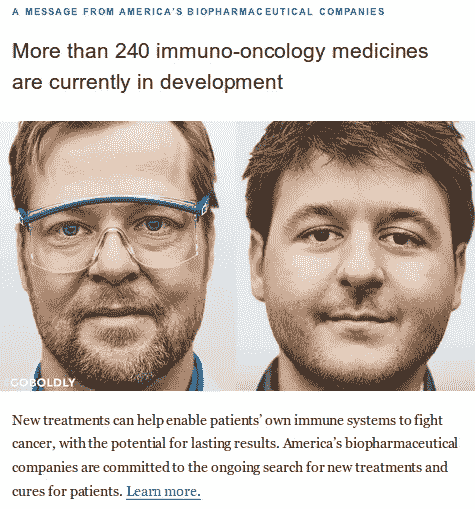 A MESSAGE FROM AMERICA'S BIOPHARMACEUTICAL COMPANIES
More than 240 immuno-oncology medicines
are currently in development
GOBOLDLY
New treatments can help enable patients' own immune systems to fight
cancer, with the potential for lasting results. America's biopharmaceutical
companies are committed to the ongoing search for new treatments and
cures for patients. Learn more.